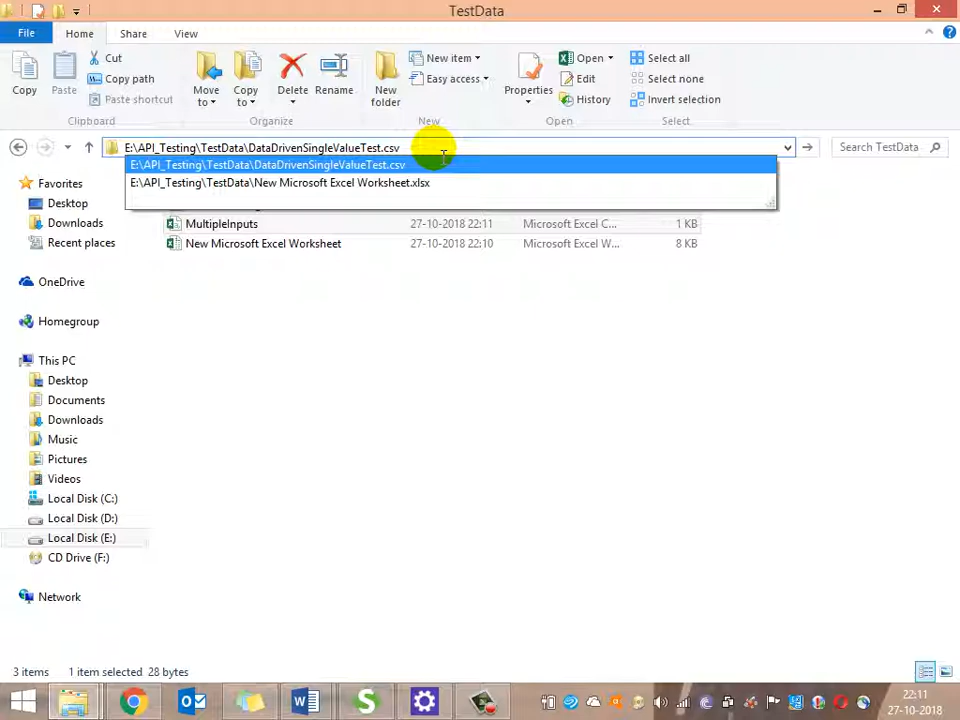 TestData
File Home Share View
Copy Paste Cut Copy path Paste shortcut Clipboard
Move to Copy to Delete Rename Organize
New folder New item Easy access New
Properties Open Edit History Open
Select all Select none Invert selection Select
E:\API_Testing\TestData\DataDrivenSingleValueTest.csv
Search TestData
E:\API_Testing\TestData\DataDrivenSingleValueTest.csv
E:\API_Testing\TestData\New Microsoft Excel Worksheet.xlsx
MultipleInputs 27-10-2018 22:11 Microsoft Excel C... 1 KB
New Microsoft Excel Worksheet 27-10-2018 22:10 Microsoft Excel W... 8 KB
Favorites
Desktop
Downloads
Recent places
OneDrive
Homegroup
This PC
Desktop
Documents
Downloads
Music
Pictures
Videos
Local Disk (C:)
Local Disk (D:)
Local Disk (E:)
CD Drive (F:)
Network
3 items 1 item selected 28 bytes
22:11
27-10-2018